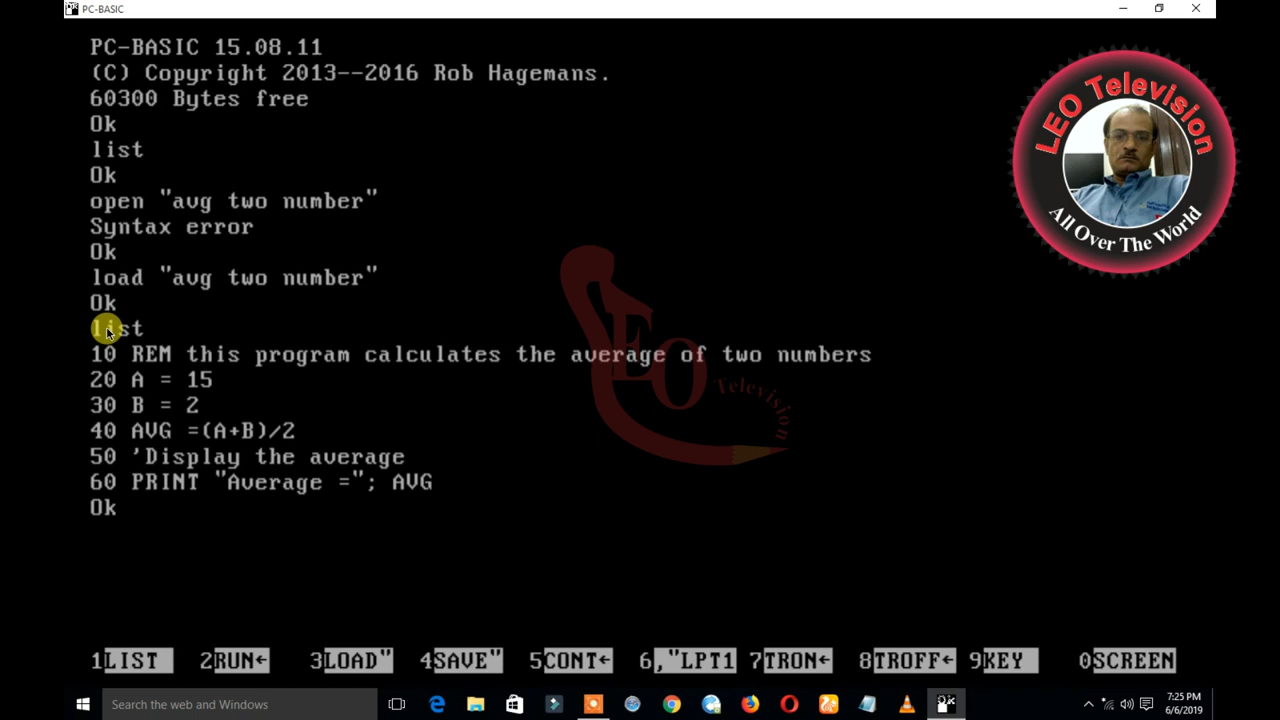 PC-BASIC
PC-BASIC 15.08.11
(C) Copyright 2013--2016 Rob Hagemans.
60300 Bytes free
Ok
list
Ok
open "avg two number"
Syntax error
Ok
load "avg two number"
Ok
list
10 REM this program calculates the average of two numbers
20 A = 15
30 B = 2
40 AVG =(A+B)/2
50 'Display the average
60 PRINT "Average ="; AVG
Ok
LEO Television
All Over The World
LEO
Television
1LIST 2RUN← 3LOAD" 4SAVE" 5CONT← 6,"LPT1 7TRON← 8TROFF← 9KEY 0SCREEN
Search the web and Windows
7:25 PM
6/6/2019